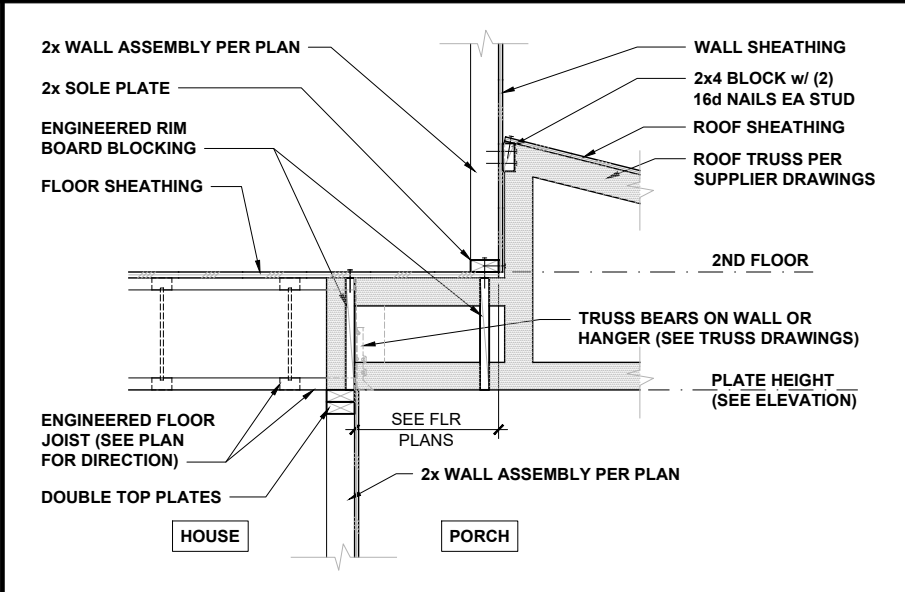 2x WALL ASSEMBLY PER PLAN
2x SOLE PLATE
ENGINEERED RIM
BOARD BLOCKING
FLOOR SHEATHING
WALL SHEATHING
2x4 BLOCK w/ (2)
16d NAILS EA STUD
ROOF SHEATHING
ROOF TRUSS PER
SUPPLIER DRAWINGS
2ND FLOOR
TRUSS BEARS ON WALL OR
HANGER (SEE TRUSS DRAWINGS)
PLATE HEIGHT
(SEE ELEVATION)
ENGINEERED FLOOR
JOIST (SEE PLAN
FOR DIRECTION)
DOUBLE TOP PLATES
SEE FLR
PLANS
2x WALL ASSEMBLY PER PLAN
HOUSE
PORCH